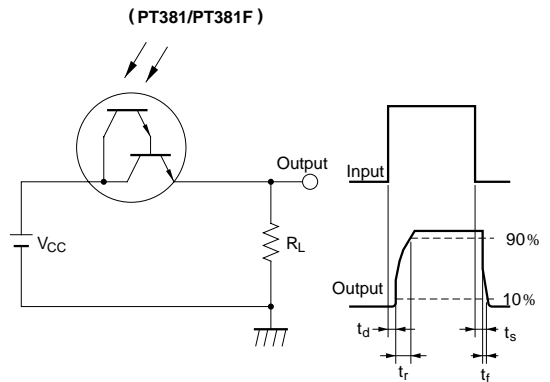 (PT381/PT381F)
Output
Input
VCC
RL
90%
Output
10%
td
ts
tr
tf